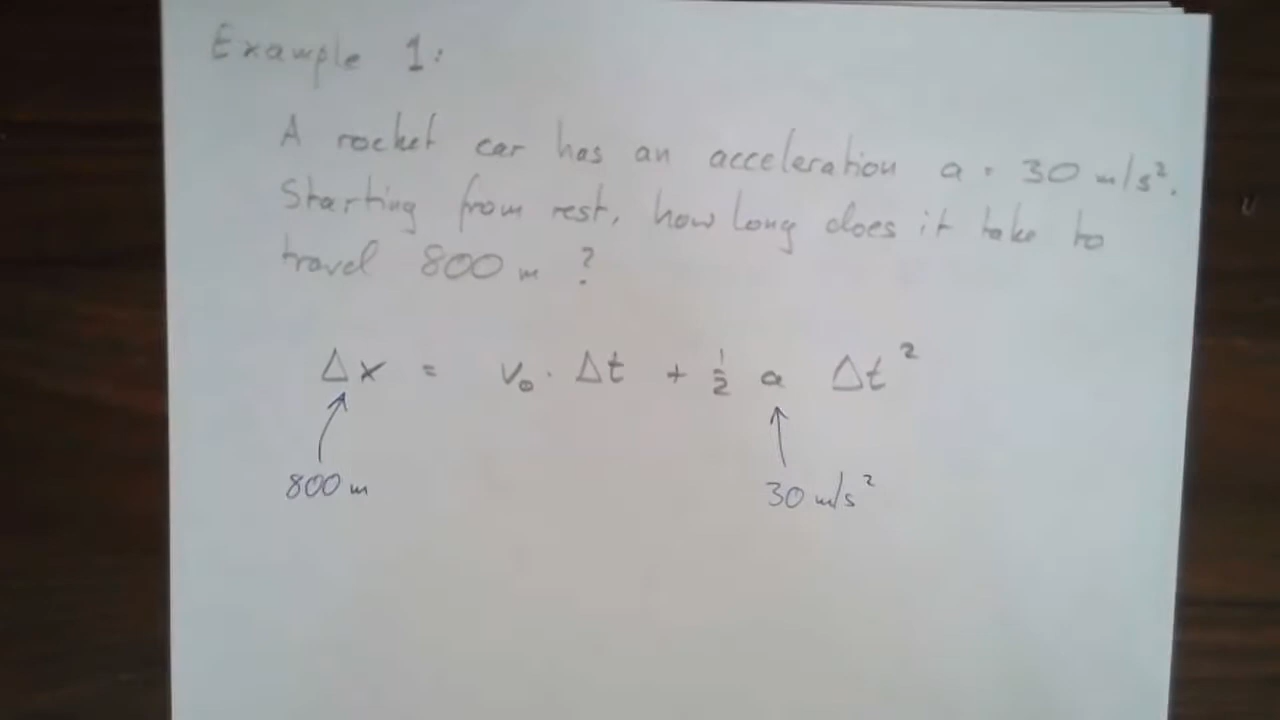 Example 1:
A rocket car has an acceleration a = 30 m/s².
Starting from rest, how long does it take to
travel 800 m ?
Δx = v₀ · Δt + ½ a Δt²
800 m 30 m/s²